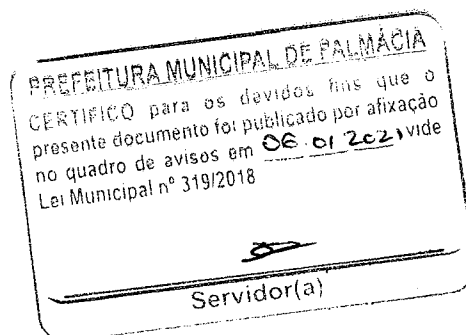 PREFEITURA MUNICIPAL DE PALMÁCIA
CERTIFICO para os devidos fins que o
presente documento foi publicado por afixação
no quadro de avisos em 06.01.2021 vide
Lei Municipal nº 319/2018
Servidor(a)